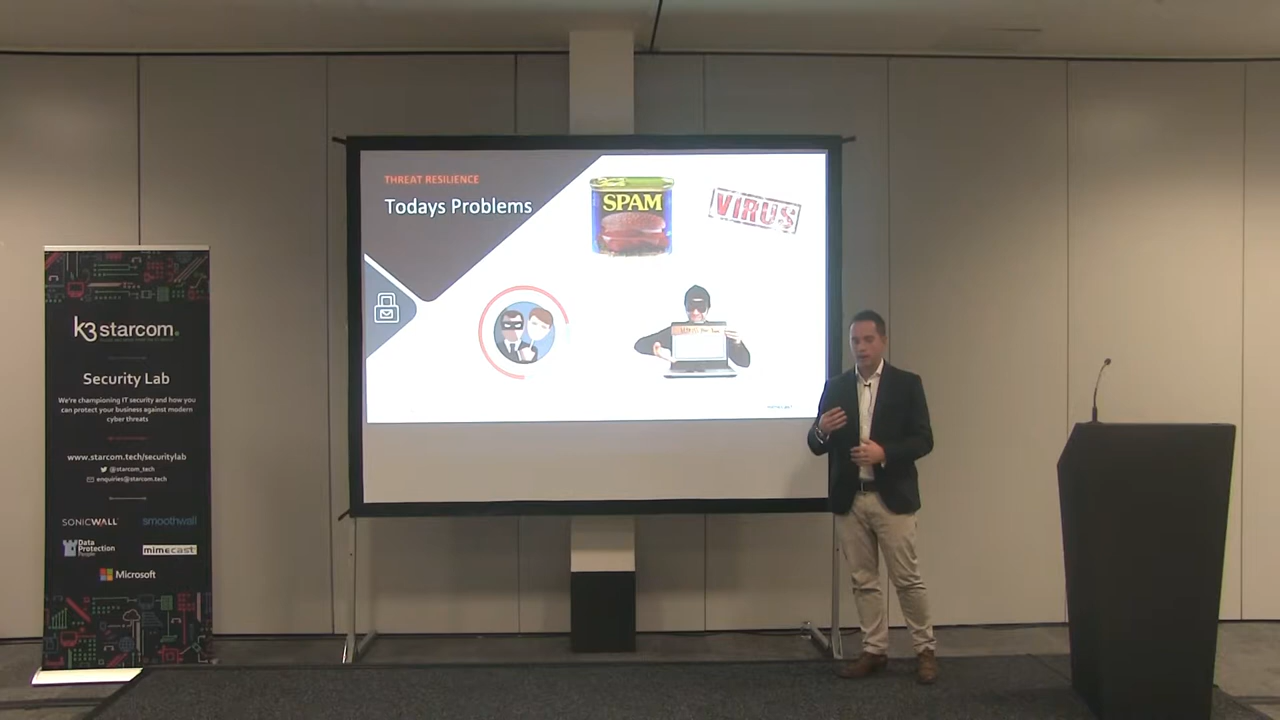 THREAT RESILIENCE
Todays Problems
SPAM
VIRUS
k3 starcom
Security Lab
We're championing IT security and how you
can protect your business against modern
cyber threats
www.starcom.tech/securitylab
@starcom_tech
enquiries@starcom.tech
SONICWALL
smoothwall
Data
Protection
People
mimecast
Microsoft